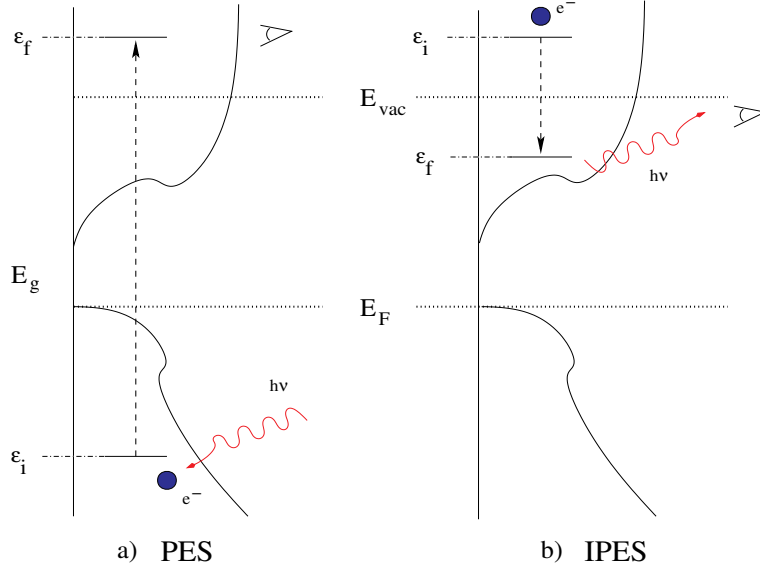 ε_f
E_g
ε_i
hν
e⁻
a) PES
e⁻
ε_i
E_vac
ε_f
hν
E_F
b) IPES